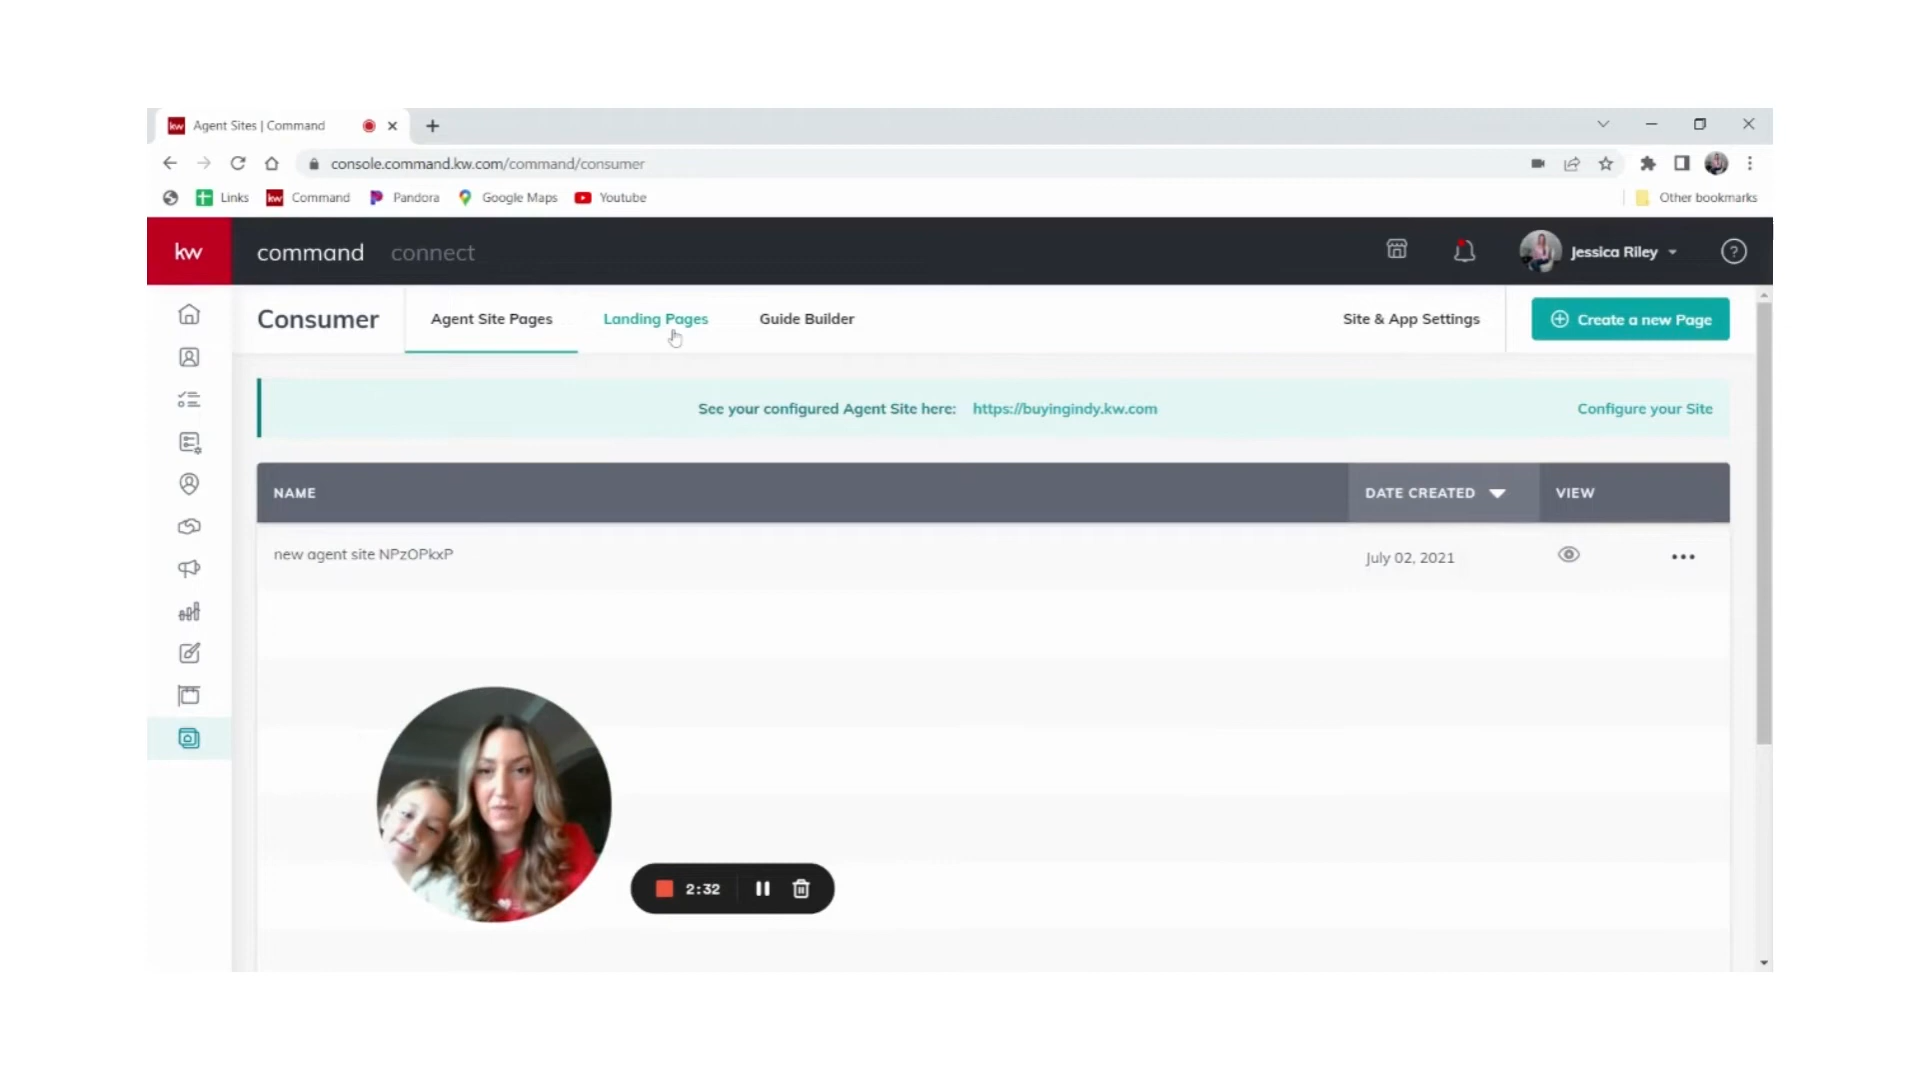 kw Agent Sites | Command
console.command.kw.com/command/consumer
Links kw Command Pandora Google Maps Youtube Other bookmarks
kw command connect Jessica Riley ?
Consumer Agent Site Pages Landing Pages Guide Builder Site & App Settings Create a new Page
See your configured Agent Site here: https://buyingindy.kw.com Configure your Site
NAME DATE CREATED VIEW
new agent site NPzOPkxP July 02, 2021
2:32